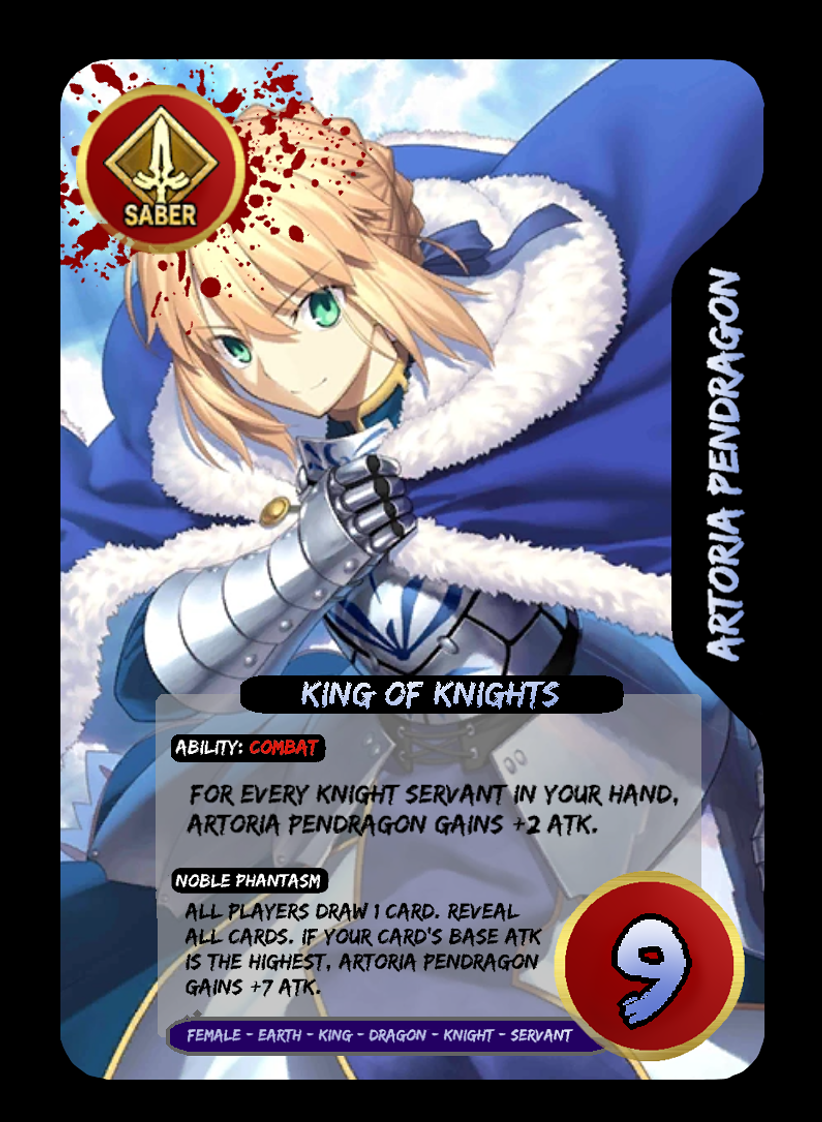 SABER
ARTORIA PENDRAGON
KING OF KNIGHTS
ABILITY: COMBAT
FOR EVERY KNIGHT SERVANT IN YOUR HAND,
ARTORIA PENDRAGON GAINS +2 ATK.
NOBLE PHANTASM
ALL PLAYERS DRAW 1 CARD. REVEAL
ALL CARDS. IF YOUR CARD'S BASE ATK
IS THE HIGHEST, ARTORIA PENDRAGON
GAINS +7 ATK.
9
FEMALE - EARTH - KING - DRAGON - KNIGHT - SERVANT